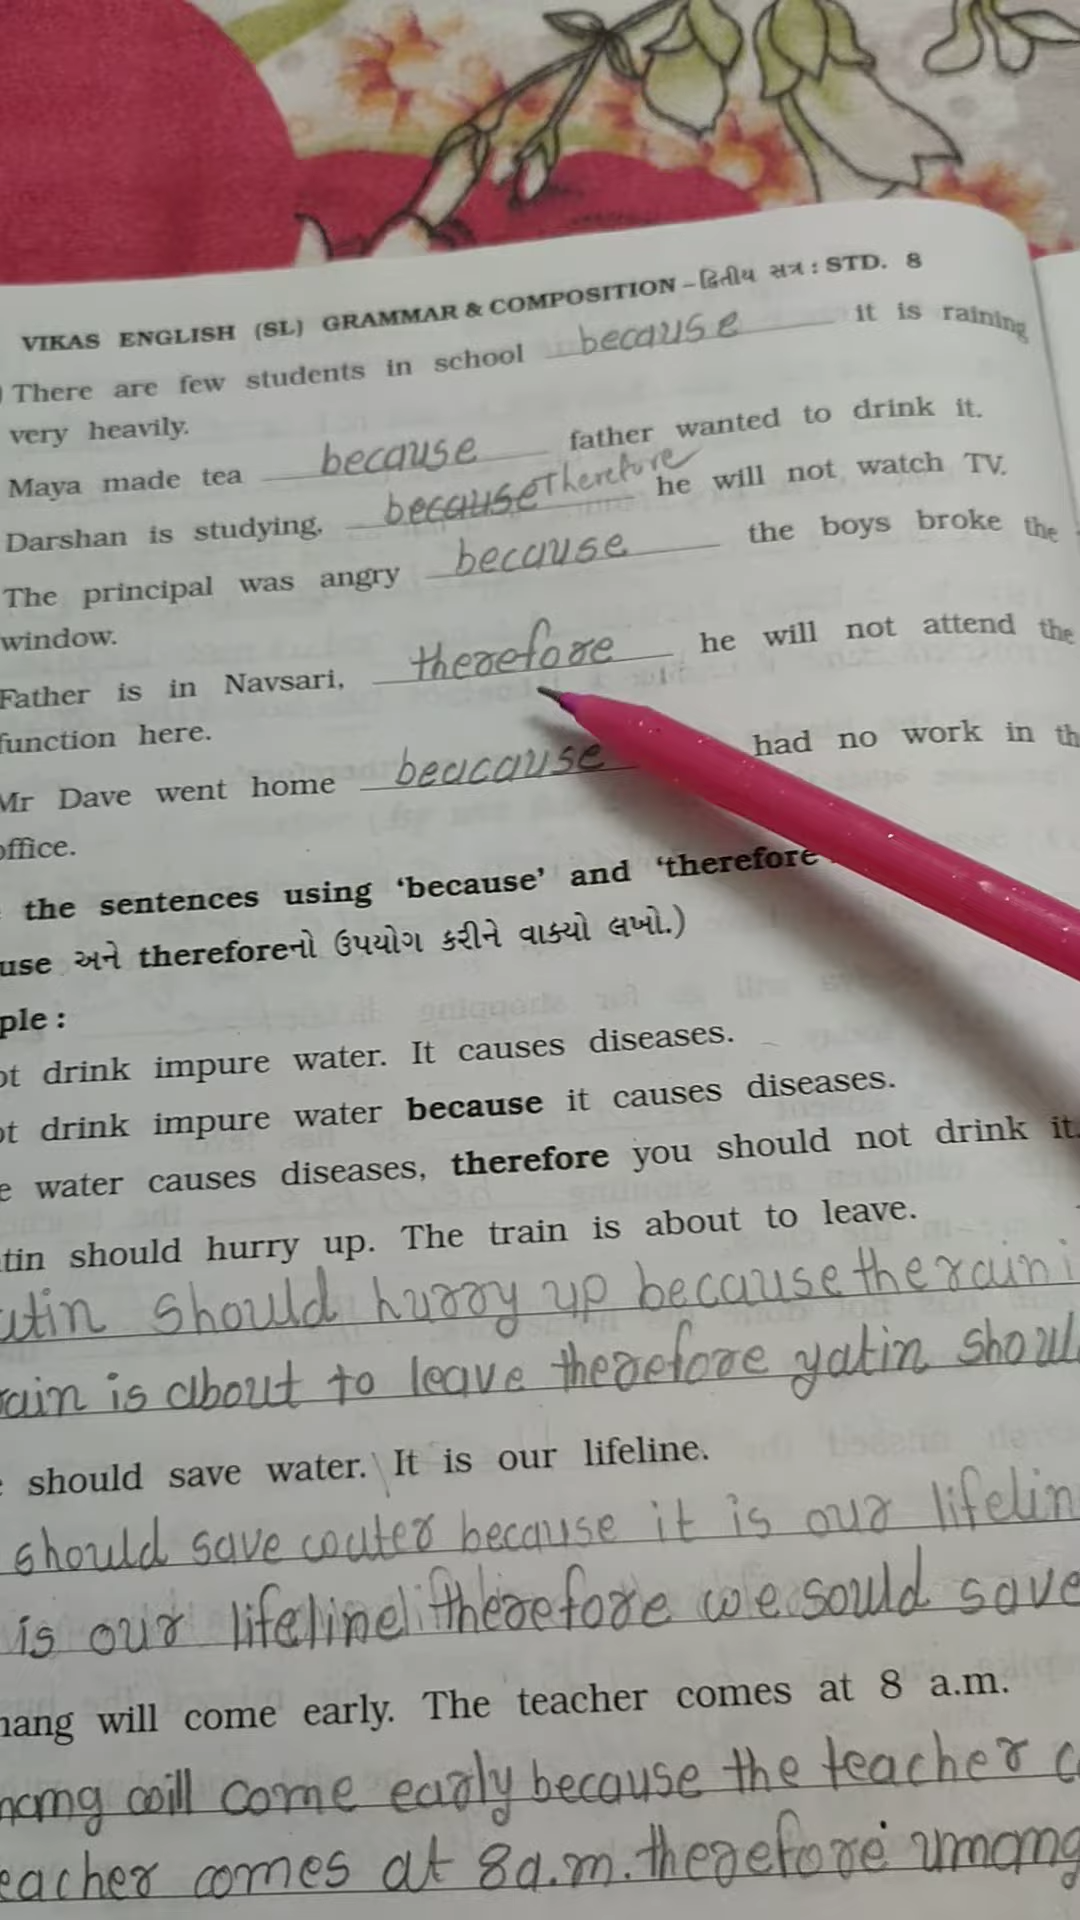 VIKAS ENGLISH (SL) GRAMMAR & COMPOSITION – દ્વિતીય સત્ર : STD. 8
There are few students in school because it is raining
very heavily.
Maya made tea because father wanted to drink it.
Darshan is studying, because Therefore he will not watch TV.
The principal was angry because the boys broke the
window.
Father is in Navsari, therefore he will not attend the
function here.
Mr Dave went home beacause had no work in
office.
the sentences using 'because' and 'therefore
use અને thereforeનો ઉપયોગ કરીને વાક્યો લખો.)
ple :
ot drink impure water. It causes diseases.
ot drink impure water because it causes diseases.
e water causes diseases, therefore you should not drink it.
tin should hurry up. The train is about to leave.
atin should hurry up because the rain i
rain is about to leave therefore yatin shoul
should save water. It is our lifeline.
should save water because it is our lifelin
is our lifeline therefore we sould save
mang will come early. The teacher comes at 8 a.m.
mang will come early because the teacher c
eacher comes at 8 a.m. therefore umang